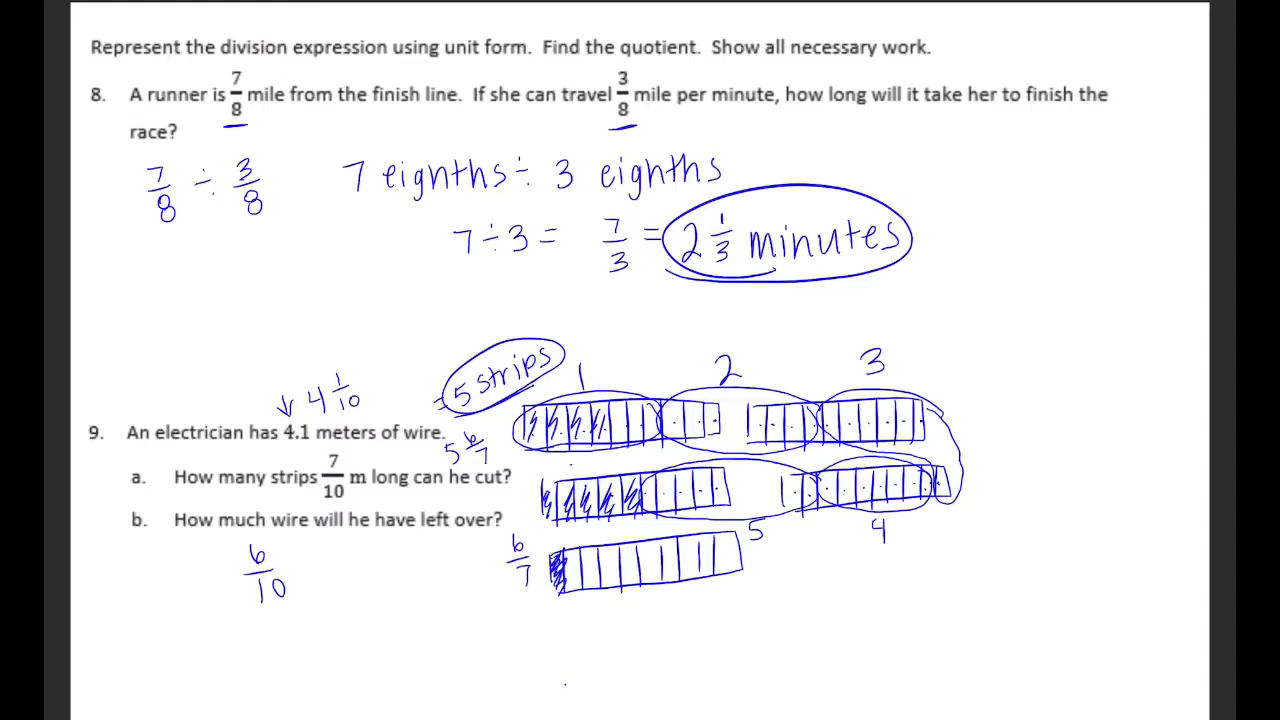 Represent the division expression using unit form. Find the quotient. Show all necessary work.
8. A runner is 7/8 mile from the finish line. If she can travel 3/8 mile per minute, how long will it take her to finish the
race?
7/8 ÷ 3/8 7 eignths ÷ 3 eighths
7 ÷ 3 = 7/3 = 2 1/3 minutes
↓ 4 1/10 = 5 strips 1 2 3
9. An electrician has 4.1 meters of wire.
5 6/7
a. How many strips 7/10 m long can he cut?
b. How much wire will he have left over?
5 4
6/10 6/7